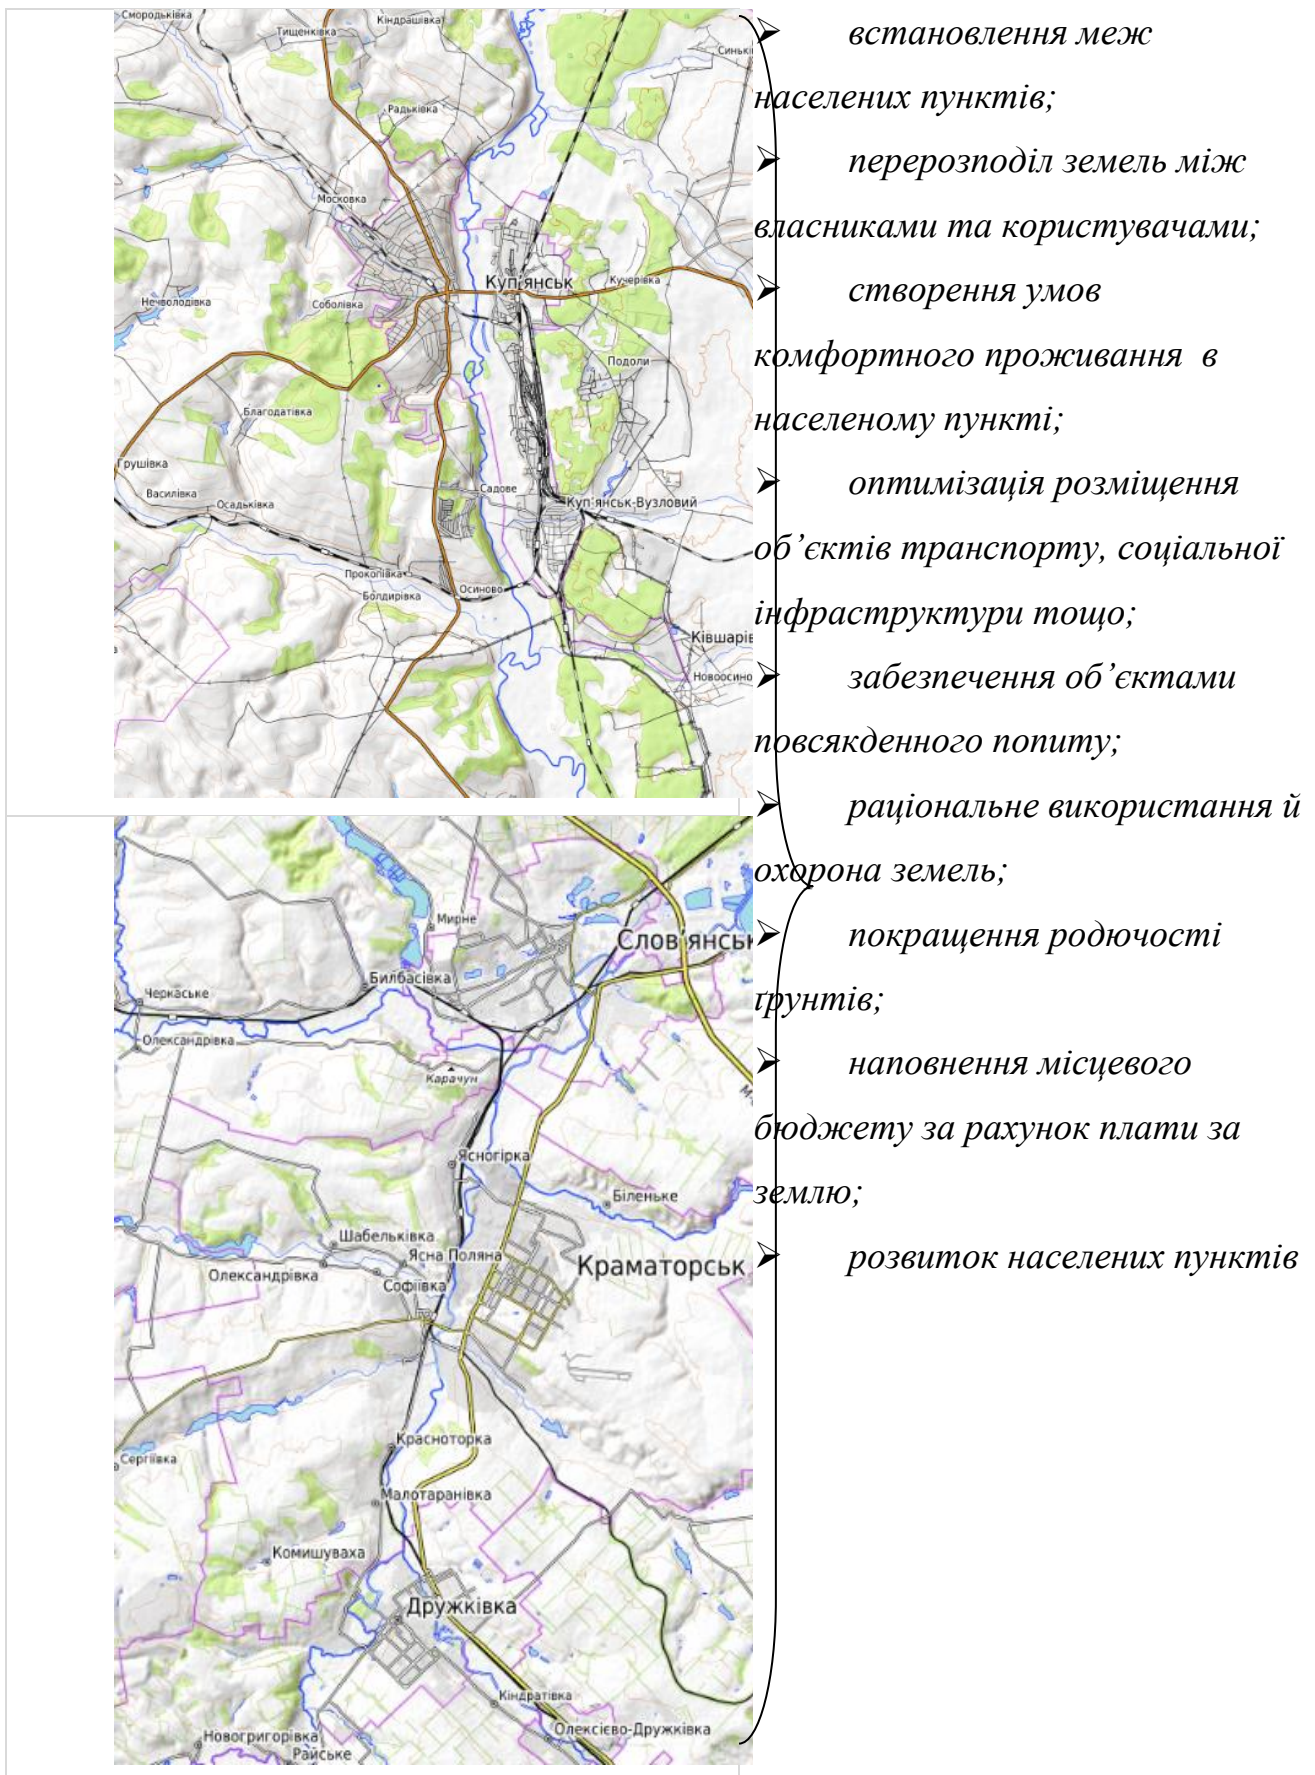 Смородьківка
Кіндрашівка
Тищенківка
Радьківка
Московка
Куп'янськ
Кучерівка
Нечволодівка
Соболівка
Подоли
Благодатівка
Грушівка
Василівка
Осадьківка
Садове
Куп'янськ-Вузловий
Прокопівка
Болдирівка
Осиново
Ківшарів
Новоосино
Мирне
Слов'янськ
Билбасівка
Черкаське
Олександрівка
Карачун
Ясногірка
Біленьке
Шабельківка
Ясна Поляна
Краматорськ
Олександрівка
Софіївка
Красноторка
Сергіївка
Малотаранівка
Комишуваха
Дружківка
Кіндратівка
Олексієво-Дружківка
Новогригорівка
Райське
➢ встановлення меж
населених пунктів;
➢ перерозподіл земель між
власниками та користувачами;
➢ створення умов
комфортного проживання в
населеному пункті;
➢ оптимізація розміщення
об’єктів транспорту, соціальної
інфраструктури тощо;
➢ забезпечення об’єктами
повсякденного попиту;
➢ раціональне використання й
охорона земель;
➢ покращення родючості
ґрунтів;
➢ наповнення місцевого
бюджету за рахунок плати за
землю;
➢ розвиток населених пунктів